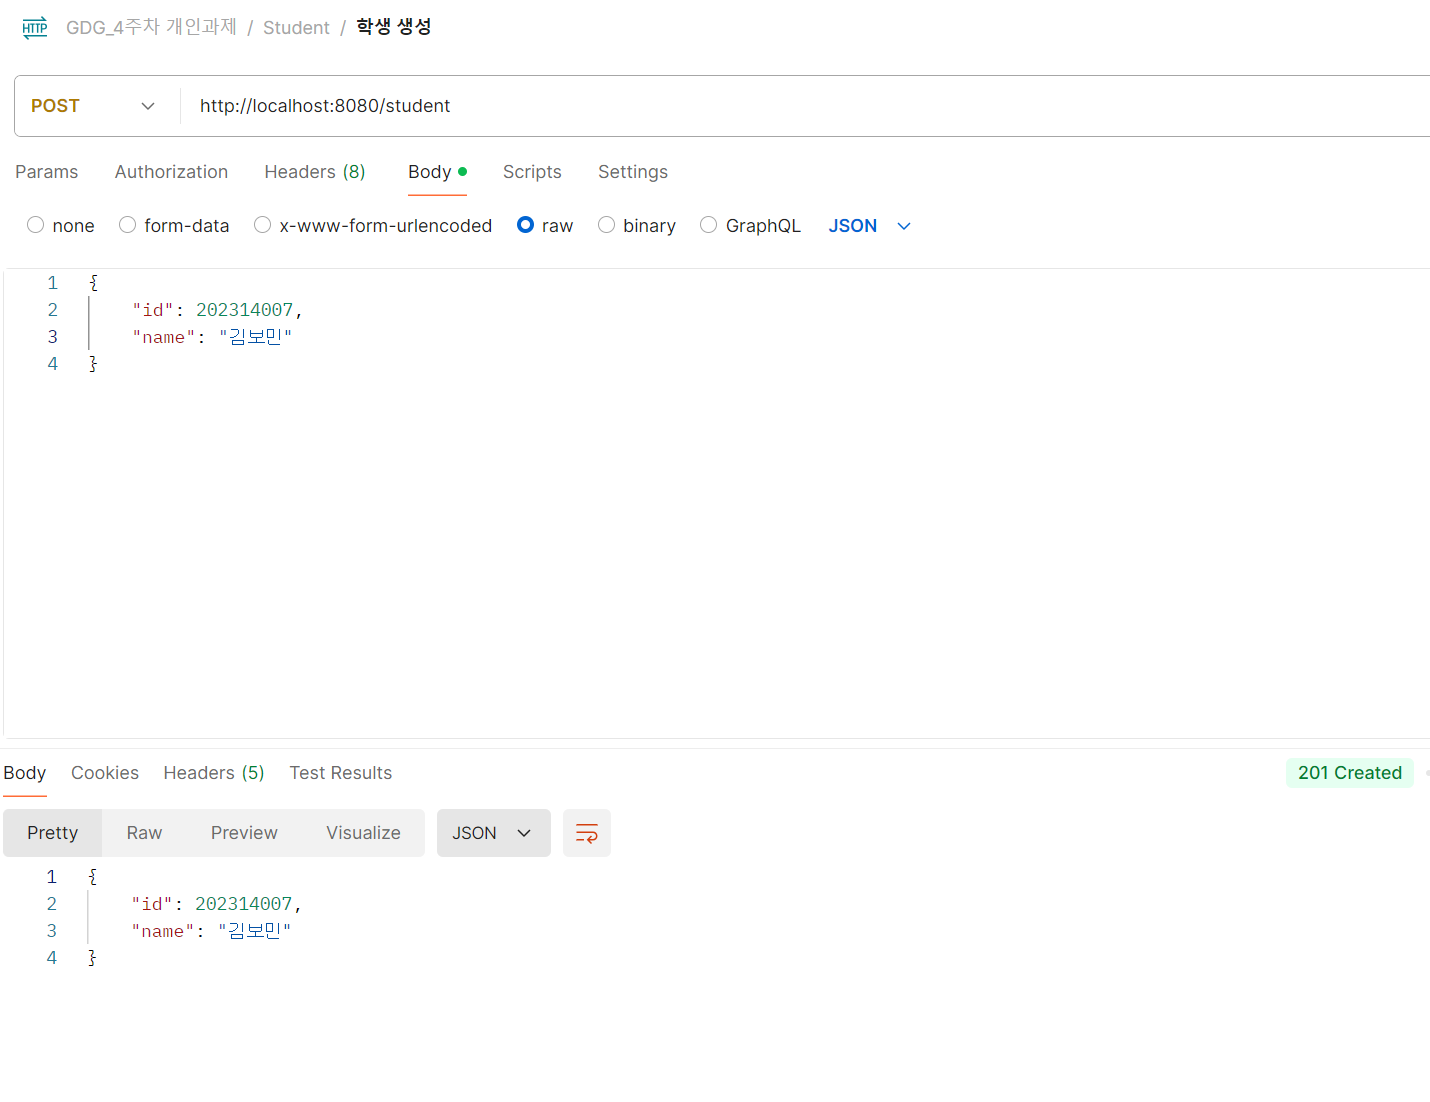 HTTP GDG_4주차 개인과제 / Student / 학생 생성
POST http://localhost:8080/student
Params Authorization Headers (8) Body Scripts Settings
none form-data x-www-form-urlencoded raw binary GraphQL JSON
1 {
2 "id": 202314007,
3 "name": "김보민"
4 }
Body Cookies Headers (5) Test Results 201 Created
Pretty Raw Preview Visualize JSON
1 {
2 "id": 202314007,
3 "name": "김보민"
4 }